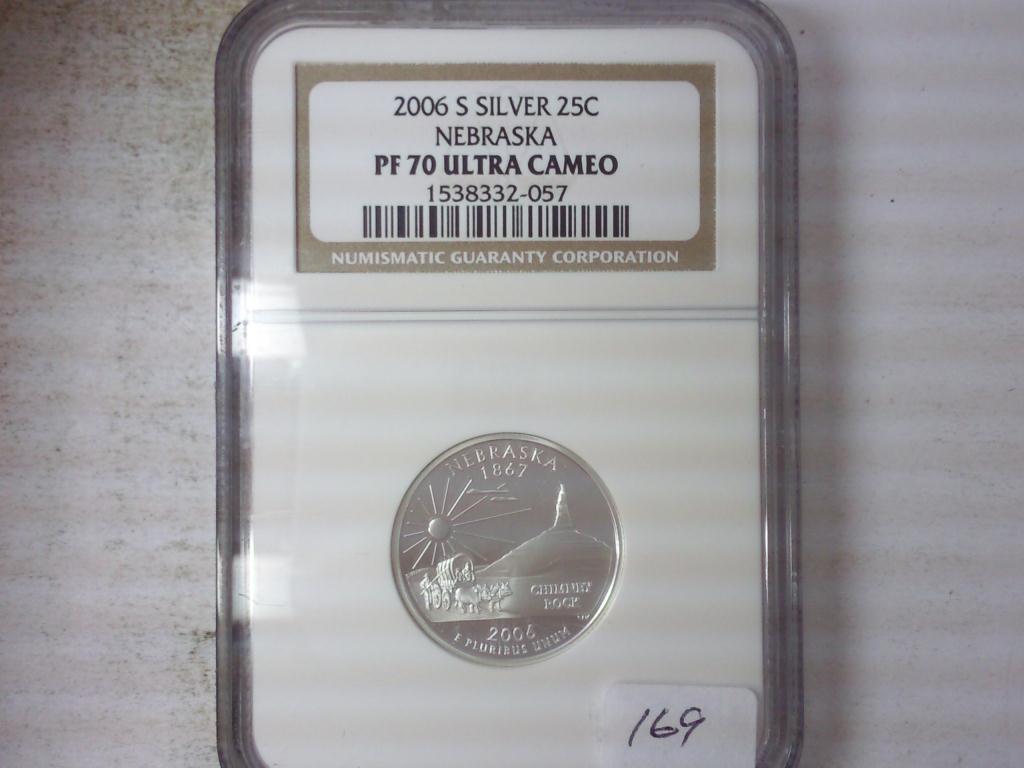 2006 S SILVER 25C
NEBRASKA
PF 70 ULTRA CAMEO
1538332-057
NUMISMATIC GUARANTY CORPORATION
NEBRASKA
1867
CHIMNEY
ROCK
2006
E PLURIBUS UNUM
169